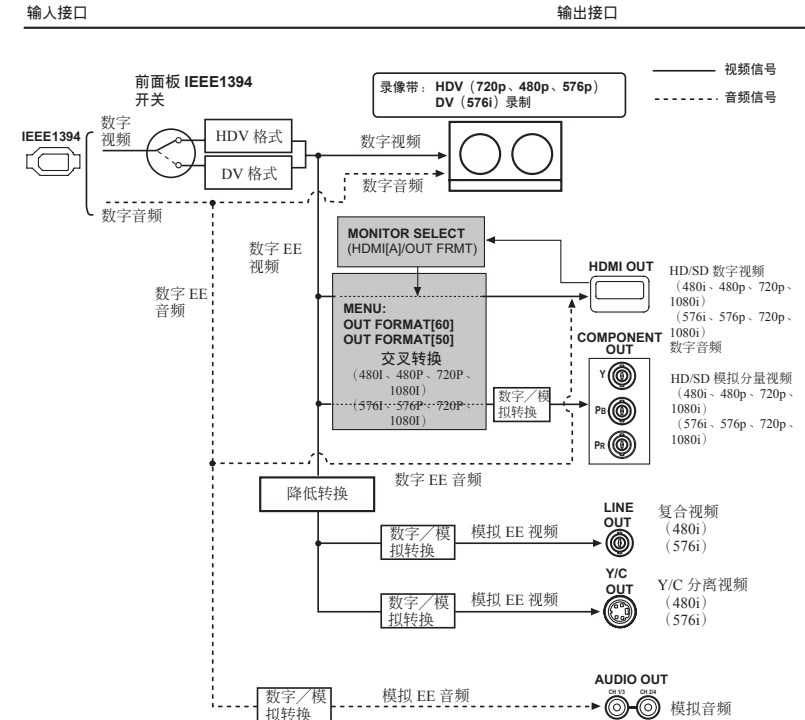 输入接口
输出接口
视频信号
音频信号
前面板 IEEE1394
开关
录像带： HDV（720p、480p、576p）
DV（576i）录制
IEEE1394
数字
视频
HDV 格式
DV 格式
数字视频
数字音频
数字音频
数字 EE
视频
数字 EE
音频
MONITOR SELECT
(HDMI[A]/OUT FRMT)
MENU:
OUT FORMAT[60]
OUT FORMAT[50]
交叉转换
（480I、480P、720P、
1080I）
（576I、576P、720P、
1080I）
HDMI OUT
HD/SD 数字视频
（480i、480p、720p、
1080i）
（576i、576p、720p、
1080i）
数字音频
COMPONENT
OUT
Y
PB
PR
HD/SD 模拟分量视频
（480i、480p、720p、
1080i）
（576i、576p、720p、
1080i）
数字／模
拟转换
数字 EE 音频
降低转换
数字／模
拟转换
模拟 EE 视频
LINE
OUT
复合视频
（480i）
（576i）
数字／模
拟转换
模拟 EE 视频
Y/C
OUT
Y/C 分离视频
（480i）
（576i）
数字／模
拟转换
模拟 EE 音频
AUDIO OUT
CH 1/3 CH 2/4
模拟音频